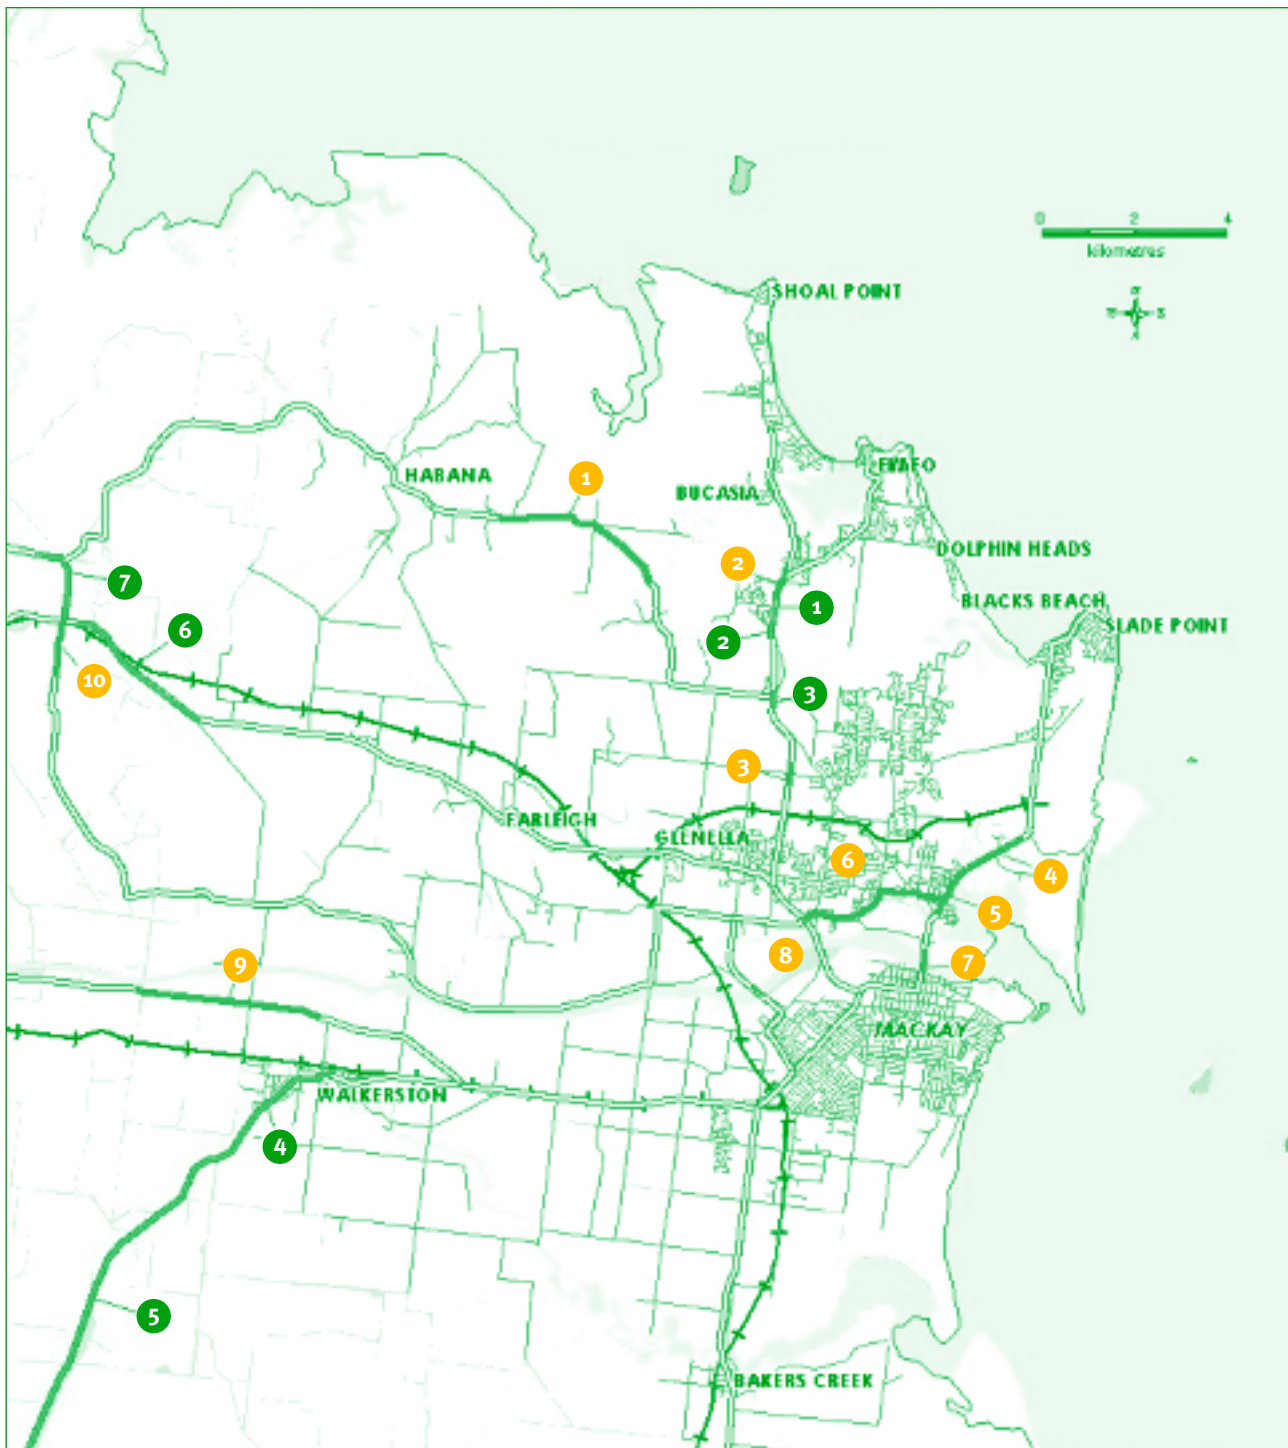 0 2 4
kilometres
SHOAL POINT
HABANA
1
BUCASIA
DOLPHIN HEADS
2
7
1
BLACKS BEACH
SLADE POINT
6
2
10
3
3
FARLEIGH
GLENELLA
6
4
5
8
7
9
MACKAY
WALKERSTON
4
5
BAKERS CREEK